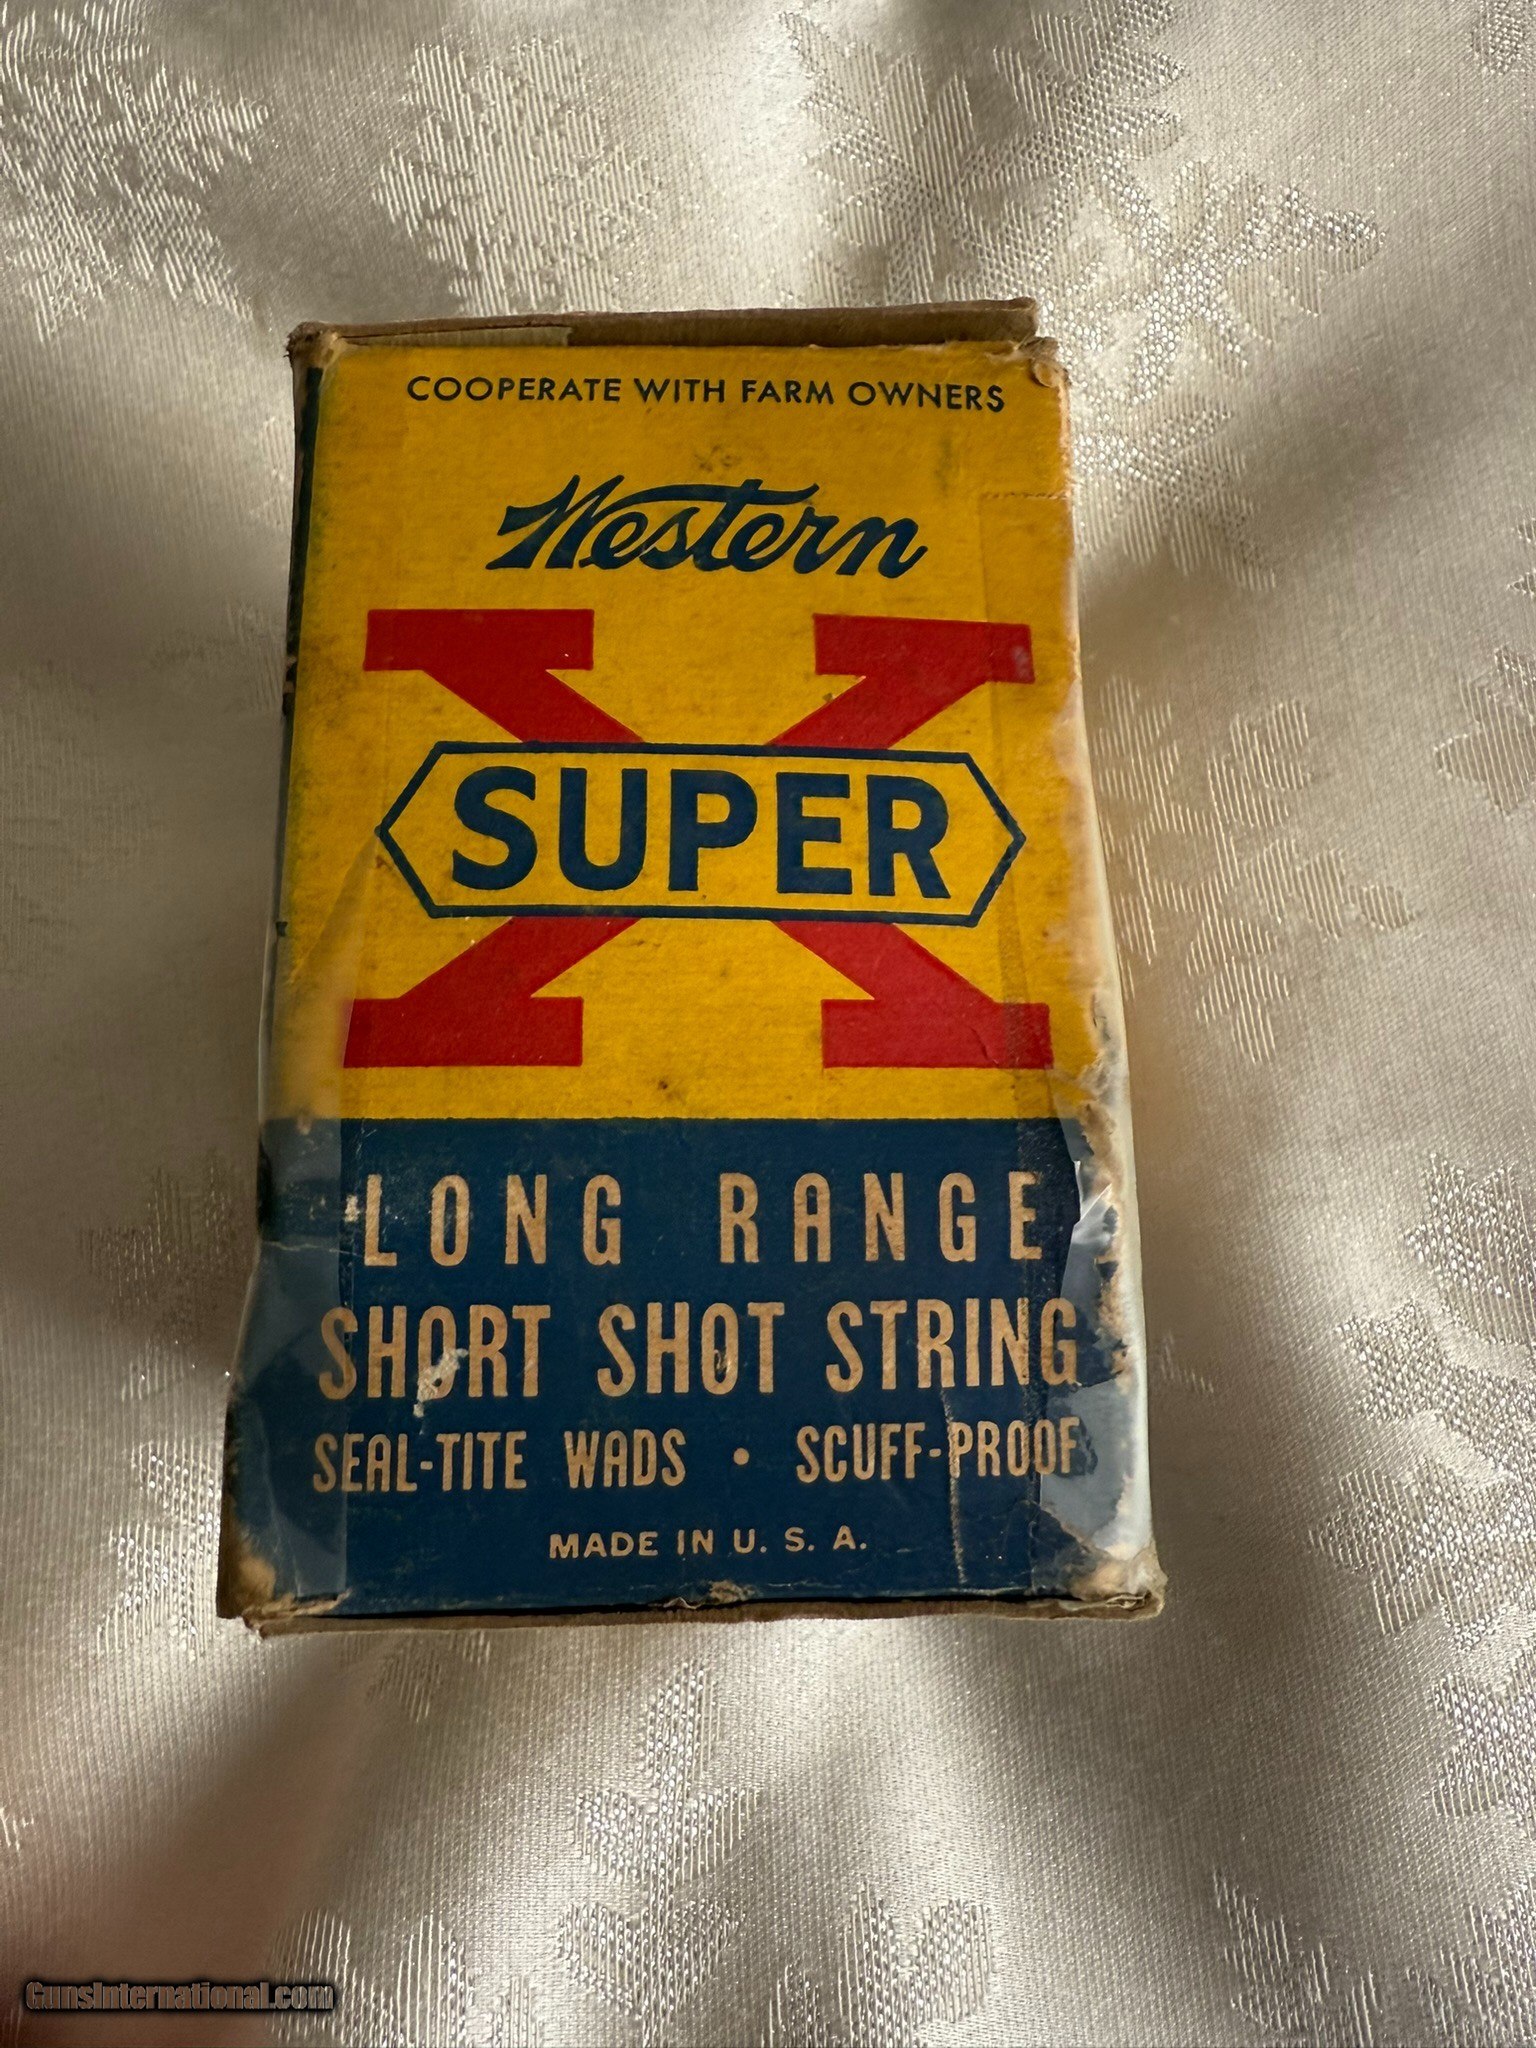 COOPERATE WITH FARM OWNERS
Western
X
SUPER
LONG RANGE
SHORT SHOT STRING
SEAL-TITE WADS • SCUFF-PROOF
MADE IN U. S. A.
GunsInternational.com